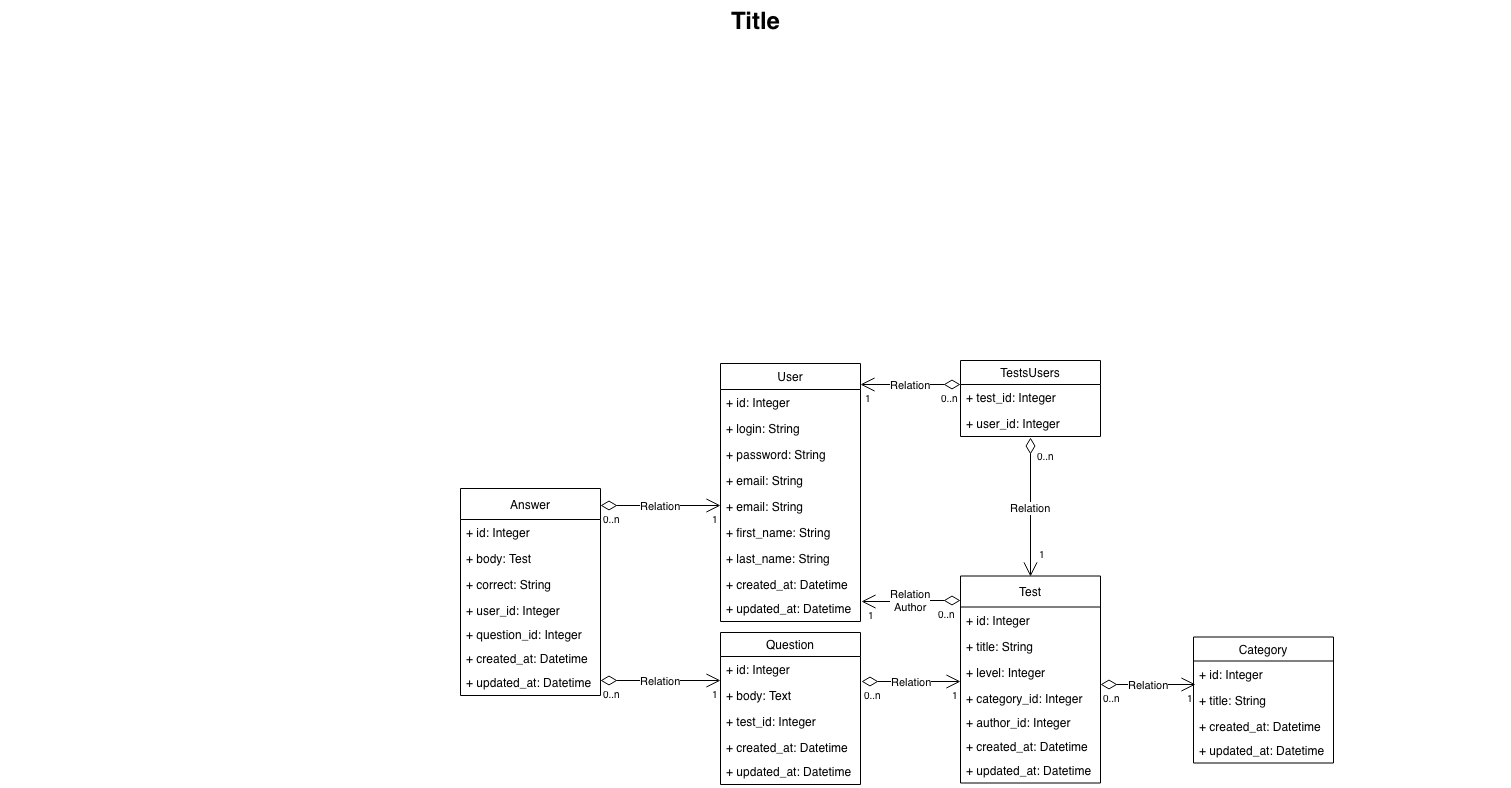 Title
User
+ id: Integer
+ login: String
+ password: String
+ email: String
+ email: String
+ first_name: String
+ last_name: String
+ created_at: Datetime
+ updated_at: Datetime
1
Relation
0..n
TestsUsers
+ test_id: Integer
+ user_id: Integer
0..n
Relation
1
Answer
+ id: Integer
+ body: Test
+ correct: String
+ user_id: Integer
+ question_id: Integer
+ created_at: Datetime
+ updated_at: Datetime
0..n
Relation
1
0..n
Relation
1
1
Relation
Author
0..n
Question
+ id: Integer
+ body: Text
+ test_id: Integer
+ created_at: Datetime
+ updated_at: Datetime
0..n
Relation
1
Test
+ id: Integer
+ title: String
+ level: Integer
+ category_id: Integer
+ author_id: Integer
+ created_at: Datetime
+ updated_at: Datetime
0..n
Relation
1
Category
+ id: Integer
+ title: String
+ created_at: Datetime
+ updated_at: Datetime